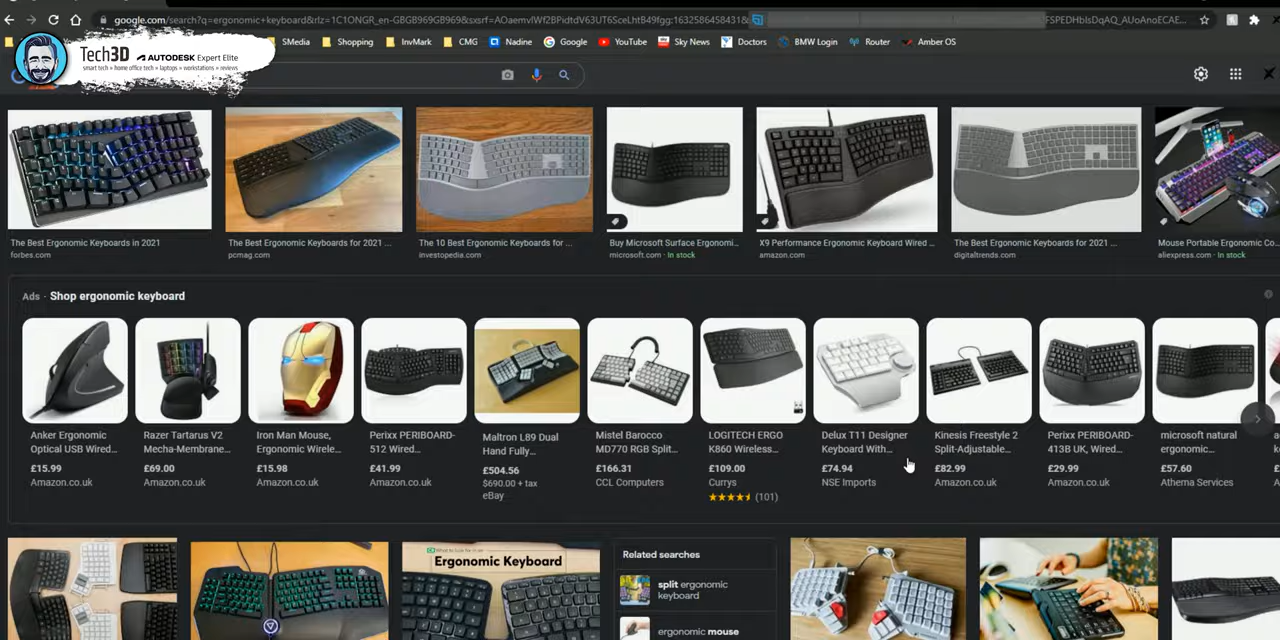 google.com/search?q=ergonomic+keyboard&rlz=1C1ONGR_en-GBGB969GB969&sxsrf=
SMedia Shopping InvMark CMG Nadine Google YouTube Sky News Doctors BMW Login Router Amber OS
Tech3D AUTODESK Expert Elite
smart tech » home office tech » laptops » workstations » reviews
The Best Ergonomic Keyboards in 2021
forbes.com
The Best Ergonomic Keyboards for 2021 ...
pcmag.com
The 10 Best Ergonomic Keyboards for ...
investopedia.com
Buy Microsoft Surface Ergonomi...
microsoft.com · In stock
X9 Performance Ergonomic Keyboard Wired ...
amazon.com
The Best Ergonomic Keyboards for 2021 ...
digitaltrends.com
Mouse Portable Ergonomic Co...
aliexpress.com · In stock
Ads · Shop ergonomic keyboard
Anker Ergonomic
Optical USB Wired...
£15.99
Amazon.co.uk
Razer Tartarus V2
Mecha-Membrane...
£69.00
Amazon.co.uk
Iron Man Mouse,
Ergonomic Wirele...
£15.98
Amazon.co.uk
Perixx PERIBOARD-
512 Wired...
£41.99
Amazon.co.uk
Maltron L89 Dual
Hand Fully...
£504.56
$690.00 + tax
eBay
Mistel Barocco
MD770 RGB Split...
£166.31
CCL Computers
LOGITECH ERGO
K860 Wireless...
£109.00
Currys
(101)
Delux T11 Designer
Keyboard With...
£74.94
NSE Imports
Kinesis Freestyle 2
Split-Adjustable...
£82.99
Amazon.co.uk
Perixx PERIBOARD-
413B UK, Wired...
£29.99
Amazon.co.uk
microsoft natural
ergonomic...
£57.60
Athema Services
Ergonomic Keyboard
Related searches
split ergonomic
keyboard
ergonomic mouse